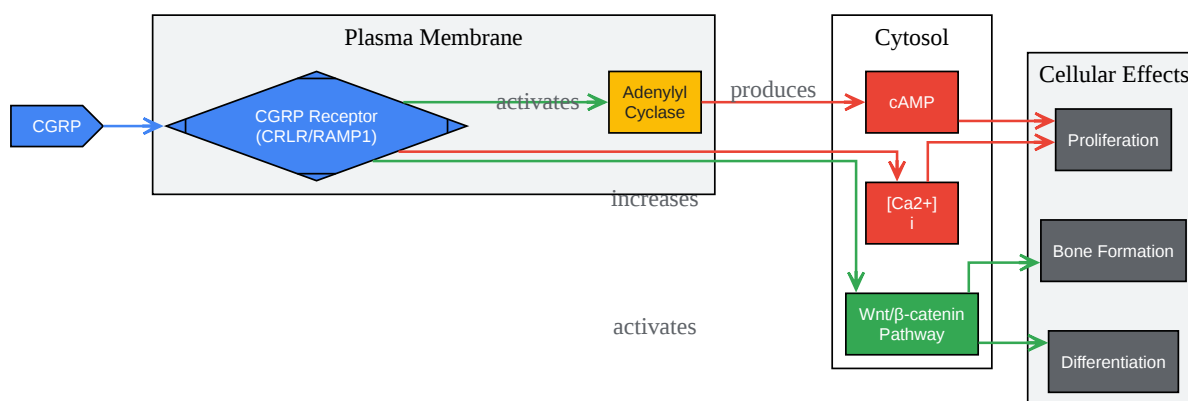 Plasma Membrane
Cytosol
Cellular Effects
CGRP
CGRP Receptor
(CRLR/RAMP1)
activates
Adenylyl
Cyclase
produces
cAMP
Proliferation
increases
[Ca2+]
i
Bone Formation
activates
Wnt/β-catenin
Pathway
Differentiation